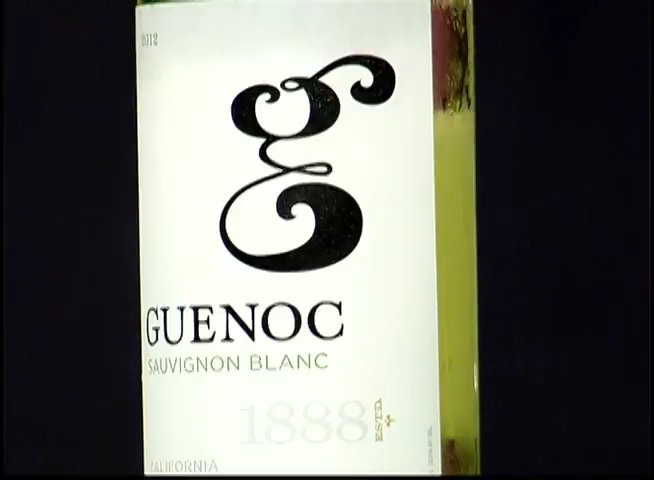 2012
g
GUENOC
SAUVIGNON BLANC
1888 ESTD
CALIFORNIA